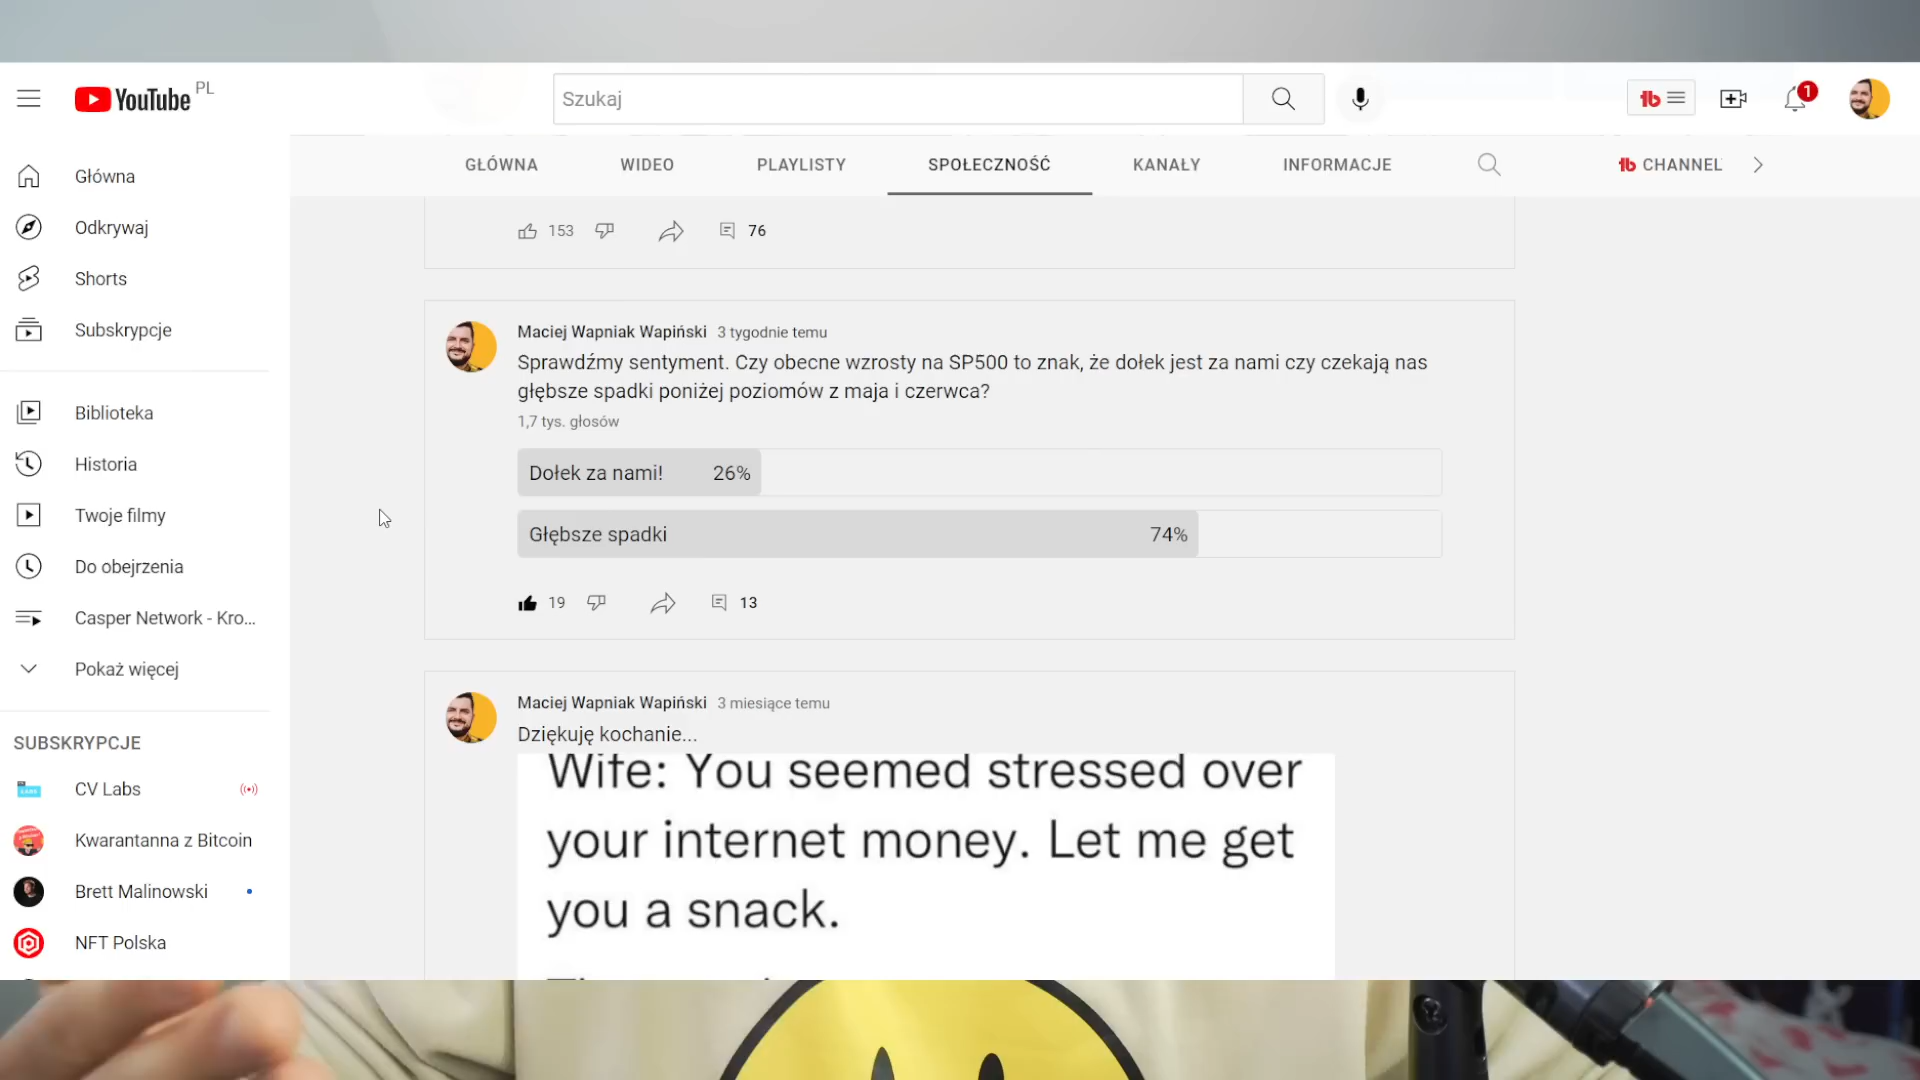 YouTube PL
Szukaj
1
GŁÓWNA WIDEO PLAYLISTY SPOŁECZNOŚĆ KANAŁY INFORMACJE CHANNEL
Główna
Odkrywaj
Shorts
Subskrypcje
Biblioteka
Historia
Twoje filmy
Do obejrzenia
Casper Network - Kro...
Pokaż więcej
SUBSKRYPCJE
CV Labs
Kwarantanna z Bitcoin
Brett Malinowski
NFT Polska
153 76
Maciej Wapniak Wapiński 3 tygodnie temu
Sprawdźmy sentyment. Czy obecne wzrosty na SP500 to znak, że dołek jest za nami czy czekają nas
głębsze spadki poniżej poziomów z maja i czerwca?
1,7 tys. głosów
Dołek za nami! 26%
Głębsze spadki 74%
19 13
Maciej Wapniak Wapiński 3 miesiące temu
Dziękuję kochanie...
Wife: You seemed stressed over
your internet money. Let me get
you a snack.